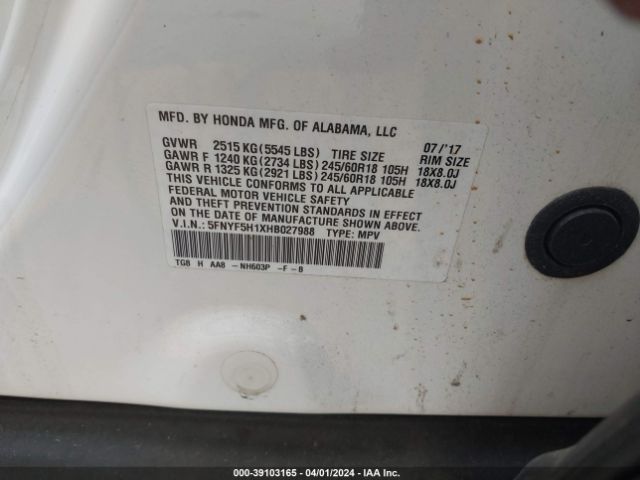 MFD. BY HONDA MFG. OF ALABAMA, LLC
07/'17
GVWR 2515 KG (5545 LBS) TIRE SIZE RIM SIZE
GAWR F 1240 KG (2734 LBS) 245/60R18 105H 18X8.0J
GAWR R 1325 KG (2921 LBS) 245/60R18 105H 18X8.0J
THIS VEHICLE CONFORMS TO ALL APPLICABLE
FEDERAL MOTOR VEHICLE SAFETY
AND THEFT PREVENTION STANDARDS IN EFFECT
ON THE DATE OF MANUFACTURE SHOWN ABOVE.
V.I.N.: 5FNYF5H1XHB027988 TYPE: MPV
TG8 H AA8 -NH603P -F -B
000-39103165 - 04/01/2024 - IAA Inc.